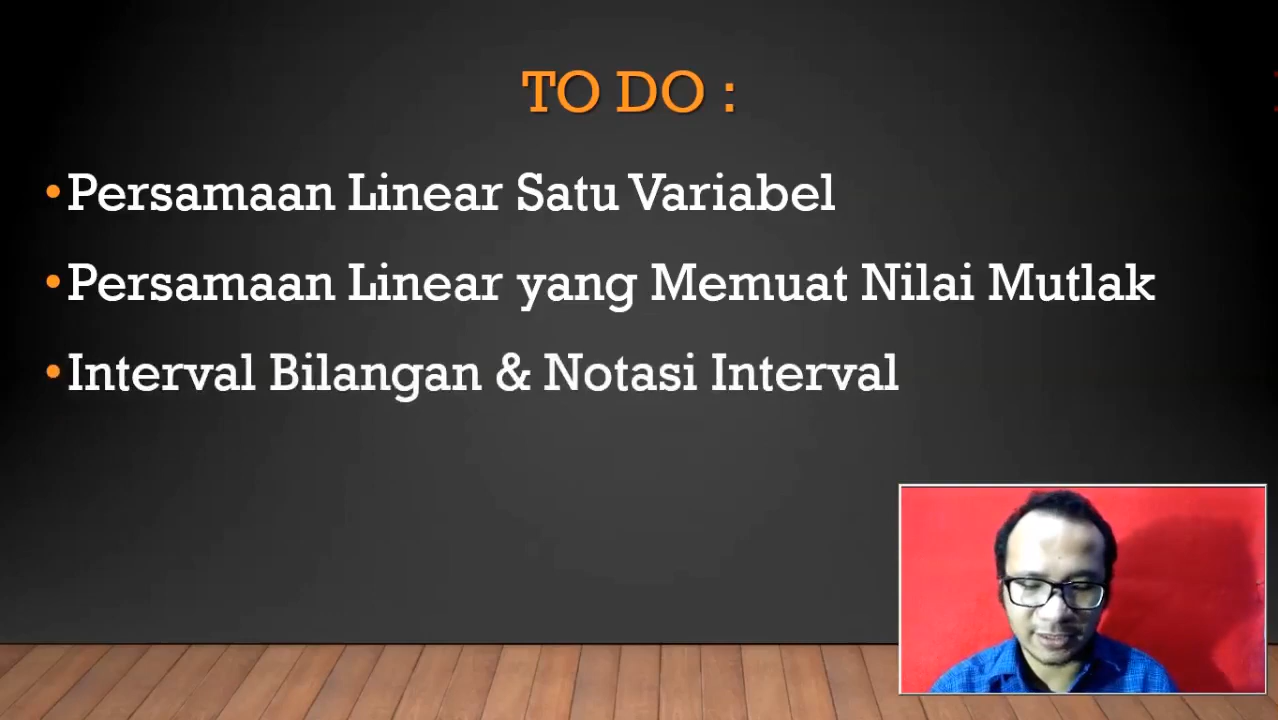 TO DO :
•Persamaan Linear Satu Variabel
•Persamaan Linear yang Memuat Nilai Mutlak
•Interval Bilangan & Notasi Interval